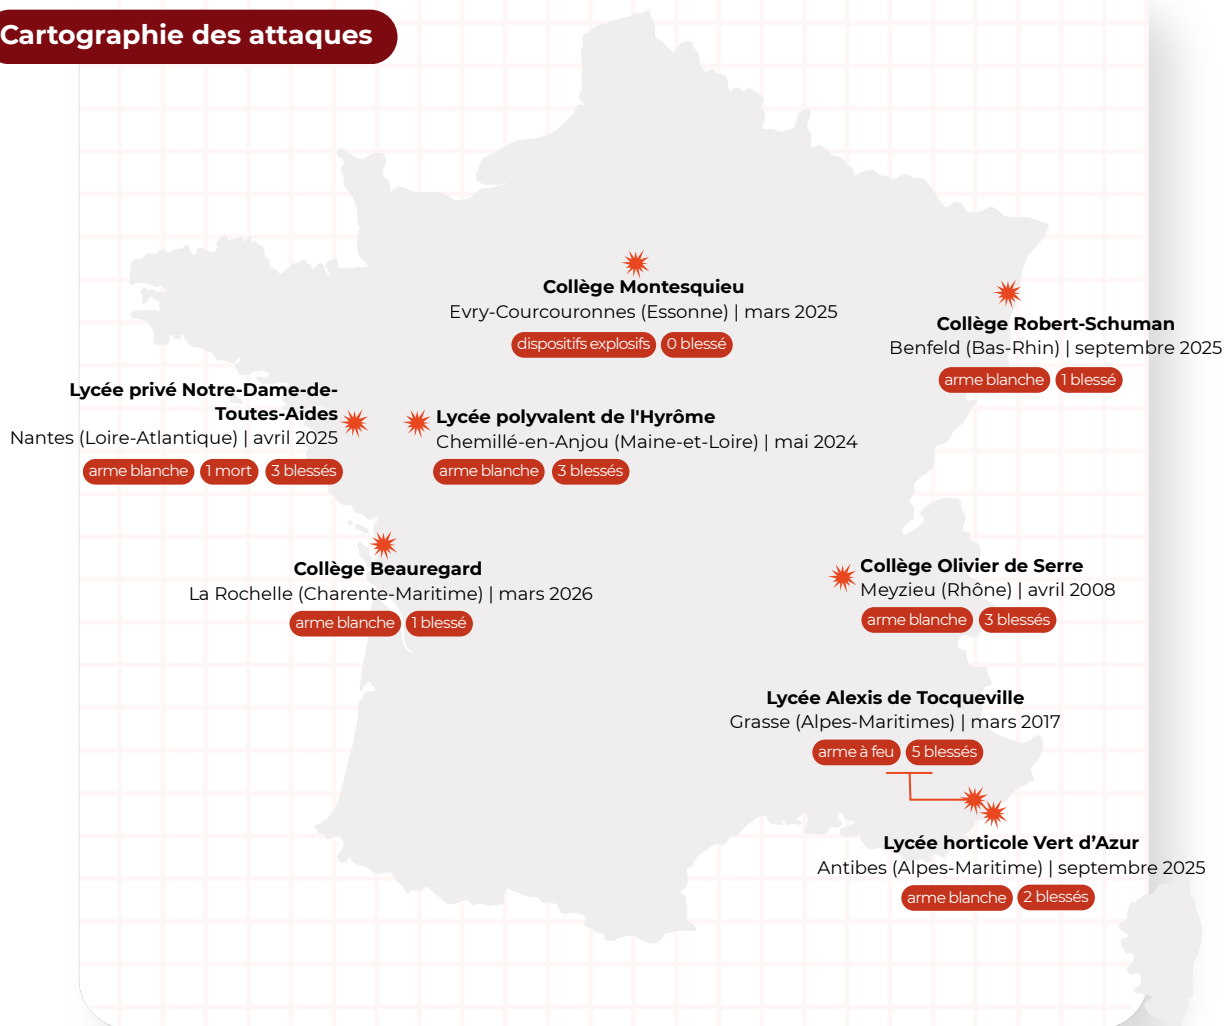 Cartographie des attaques
Collège Montesquieu
Evry-Courcouronnes (Essonne) | mars 2025
dispositifs explosifs 0 blessé
Collège Robert-Schuman
Benfeld (Bas-Rhin) | septembre 2025
arme blanche 1 blessé
Lycée privé Notre-Dame-de-
Toutes-Aides
Nantes (Loire-Atlantique) | avril 2025
arme blanche 1 mort 3 blessés
Lycée polyvalent de l'Hyrôme
Chemillé-en-Anjou (Maine-et-Loire) | mai 2024
arme blanche 3 blessés
Collège Beauregard
La Rochelle (Charente-Maritime) | mars 2026
arme blanche 1 blessé
Collège Olivier de Serre
Meyzieu (Rhône) | avril 2008
arme blanche 3 blessés
Lycée Alexis de Tocqueville
Grasse (Alpes-Maritimes) | mars 2017
arme à feu 5 blessés
Lycée horticole Vert d’Azur
Antibes (Alpes-Maritime) | septembre 2025
arme blanche 2 blessés